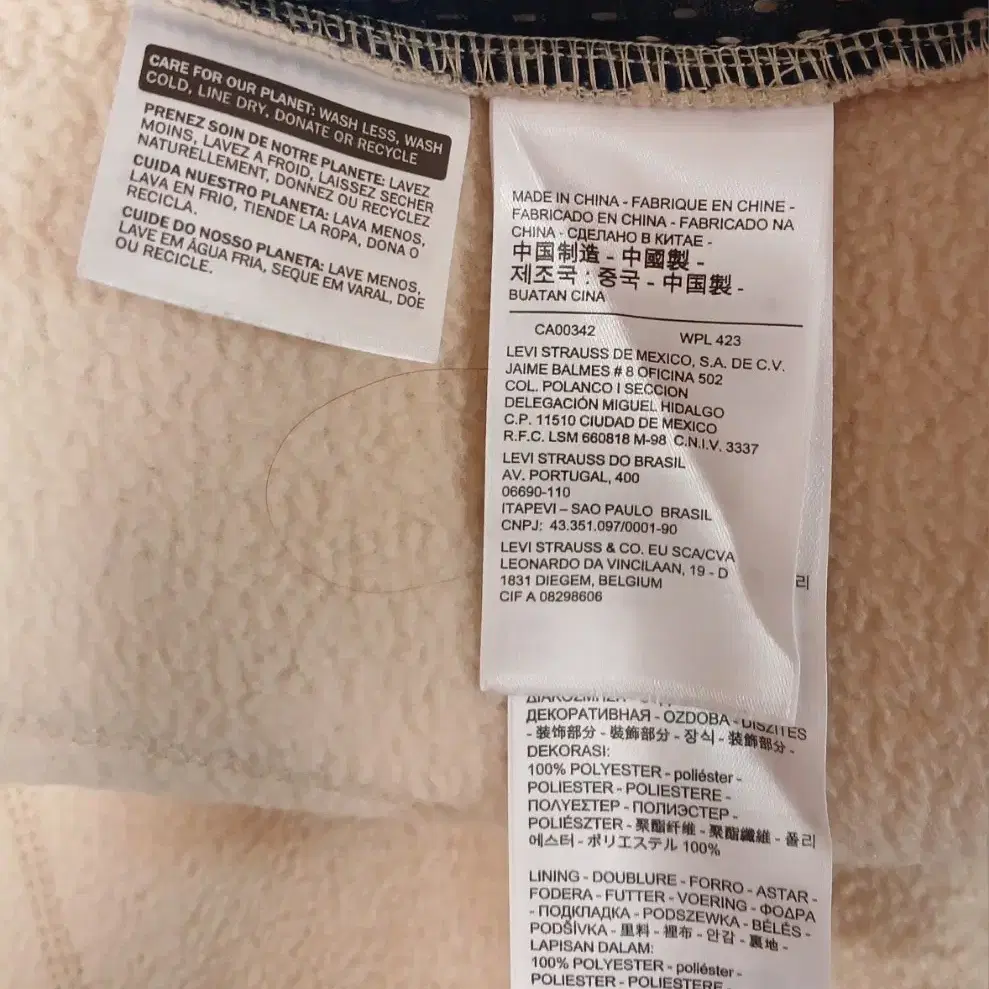 CARE FOR OUR PLANET: WASH LESS, WASH
COLD, LINE DRY, DONATE OR RECYCLE
PRENEZ SOIN DE NOTRE PLANETE: LAVEZ
MOINS, LAVEZ A FROID, LAISSEZ SECHER
NATURELLEMENT, DONNEZ OU RECYCLEZ
CUIDA NUESTRO PLANETA: LAVA MENOS,
LAVA EN FRIO, TIENDE LA ROPA, DONA O
RECICLA.
CUIDE DO NOSSO PLANETA: LAVE MENOS,
LAVE EM ÁGUA FRIA, SEQUE EM VARAL, DOE
OU RECICLE.
MADE IN CHINA - FABRIQUE EN CHINE -
FABRICADO EN CHINA - FABRICADO NA
CHINA - СДЕЛАНО В КИТАЕ -
中国制造 - 中國製 -
제조국 : 중국 - 中国製 -
BUATAN CINA
CA00342 WPL 423
LEVI STRAUSS DE MEXICO, S.A. DE C.V.
JAIME BALMES # 8 OFICINA 502
COL. POLANCO I SECCION
DELEGACIÓN MIGUEL HIDALGO
C.P. 11510 CIUDAD DE MEXICO
R.F.C. LSM 660818 M-98 C.N.I.V. 3337
LEVI STRAUSS DO BRASIL
AV. PORTUGAL, 400
06690-110
ITAPEVI – SAO PAULO BRASIL
CNPJ: 43.351.097/0001-90
LEVI STRAUSS & CO. EU SCA/CVA
LEONARDO DA VINCILAAN, 19 - D
1831 DIEGEM, BELGIUM
CIF A 08298606
리
ДЕКОРАТИВНАЯ - OZDOBA - DÍSZÍTÉS
- 装饰部分 - 裝飾部分 - 장식 - 装飾部分 -
DEKORASI:
100% POLYESTER - poliéster -
POLIESTER - POLIESTERE -
ΠΟΛΥΕΣΤΕΡ - ПОЛИЭСТЕР -
POLIÉSZTER - 聚酯纤维 - 聚酯纖維 - 폴리
에스터 - ポリエステル 100%
LINING - DOUBLURE - FORRO - ASTAR -
FODERA - FUTTER - VOERING - ΦΟΔΡΑ
- ПОДКЛАДКА - PODSZEWKA - BÉLÉS -
PODŠÍVKA - 里料 - 裡布 - 안감 - 裏地 -
LAPISAN DALAM:
100% POLYESTER - poliéster -
POLIESTER - POLIESTERE